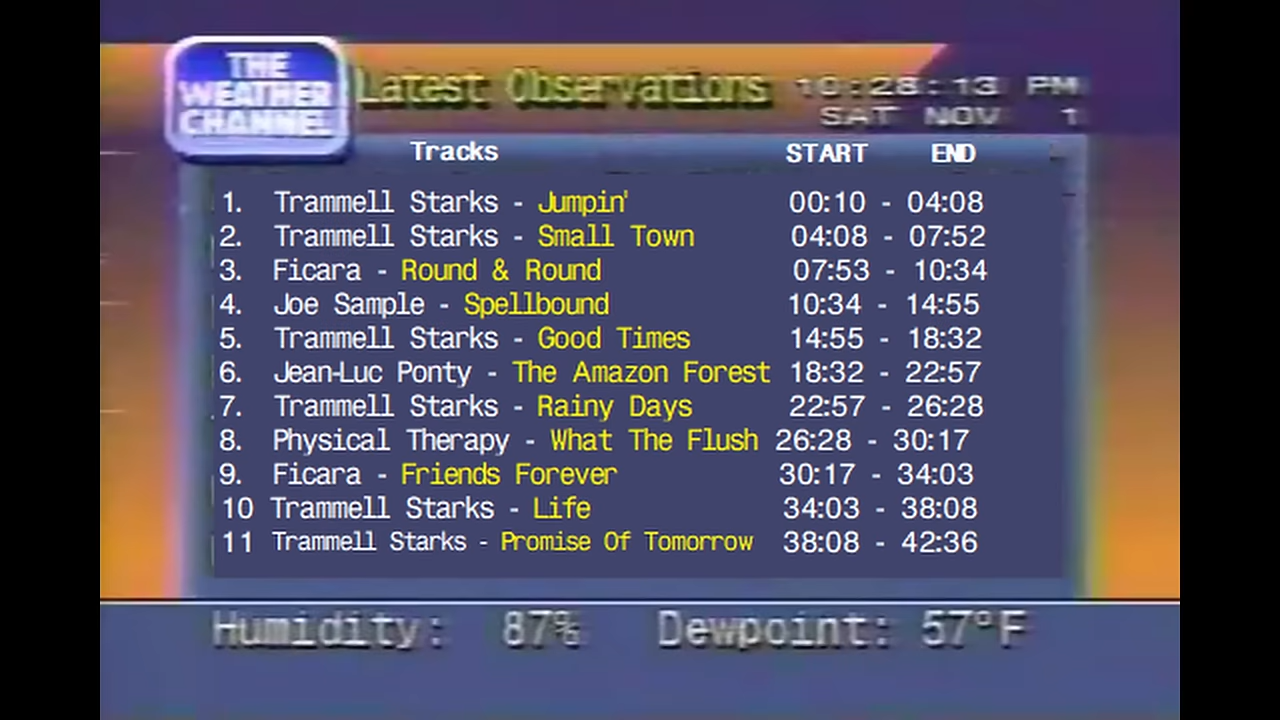 THE
WEATHER
CHANNEL
Latest Observations 10:28:13 PM
SAT NOV 1
Tracks START END
1. Trammell Starks - Jumpin' 00:10 - 04:08
2. Trammell Starks - Small Town 04:08 - 07:52
3. Ficara - Round & Round 07:53 - 10:34
4. Joe Sample - Spellbound 10:34 - 14:55
5. Trammell Starks - Good Times 14:55 - 18:32
6. Jean-Luc Ponty - The Amazon Forest 18:32 - 22:57
7. Trammell Starks - Rainy Days 22:57 - 26:28
8. Physical Therapy - What The Flush 26:28 - 30:17
9. Ficara - Friends Forever 30:17 - 34:03
10 Trammell Starks - Life 34:03 - 38:08
11 Trammell Starks - Promise Of Tomorrow 38:08 - 42:36
Humidity: 87% Dewpoint: 57°F